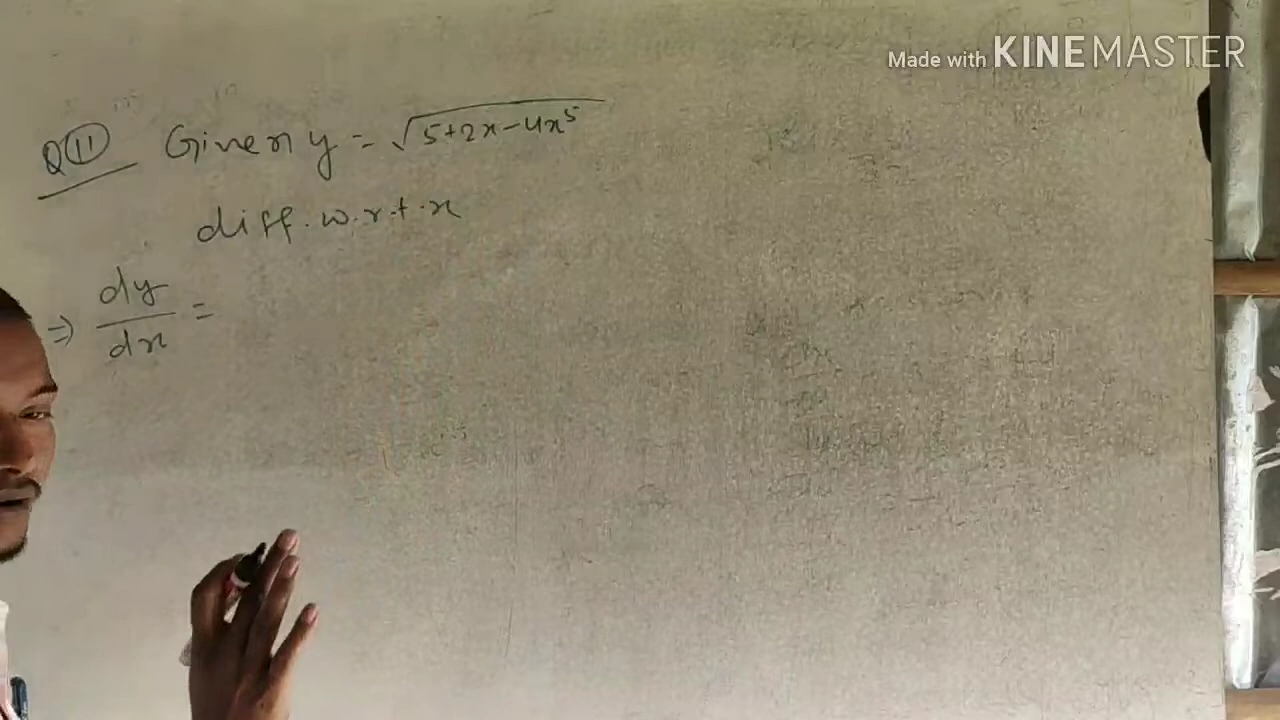 Made with KINEMASTER
Q 11 Given y = √5+2x-4x⁵
diff. w.r.t. x
⇒ dy/dx =